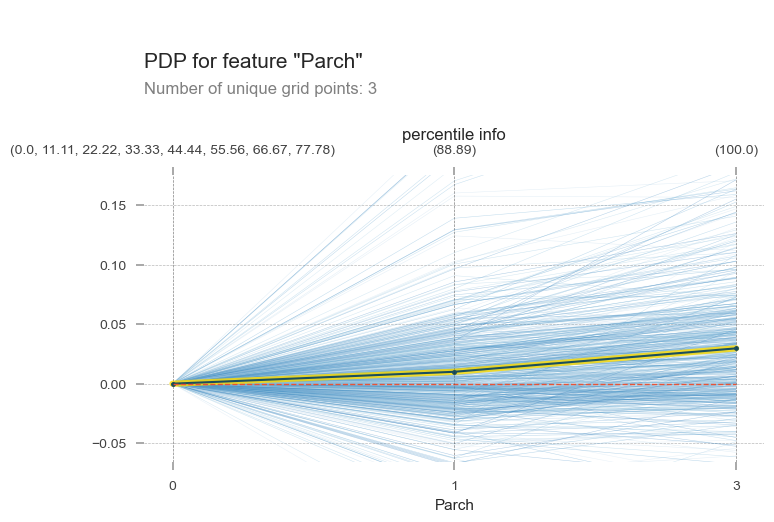 PDP for feature "Parch"
Number of unique grid points: 3
percentile info
(0.0, 11.11, 22.22, 33.33, 44.44, 55.56, 66.67, 77.78) (88.89) (100.0)
0.15
0.10
0.05
0.00
−0.05
0 1 3
Parch